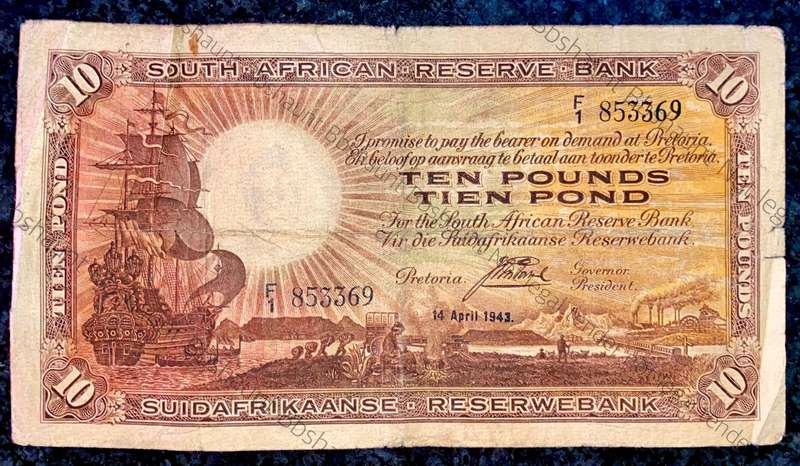 SOUTH · AFRICAN · RESERVE · BANK
10
10
F/1 853369
I promise to pay the bearer on demand at Pretoria.
Ek beloof op aanvraag te betaal aan toonder te Pretoria.
TEN POUNDS
TIEN POND
For the South African Reserve Bank
Vir die Suidafrikaanse Reserwebank.
Pretoria.
Governor.
President.
F/1 853369
14 April 1943.
TIEN POND
TEN POUNDS
10
10
SUIDAFRIKAANSE · RESERWEBANK